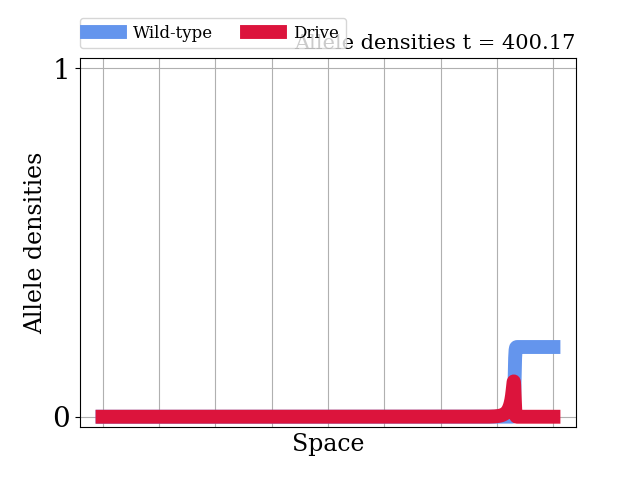 Wild-type Drive
Allele densities t = 400.17
1
Allele densities
0
Space